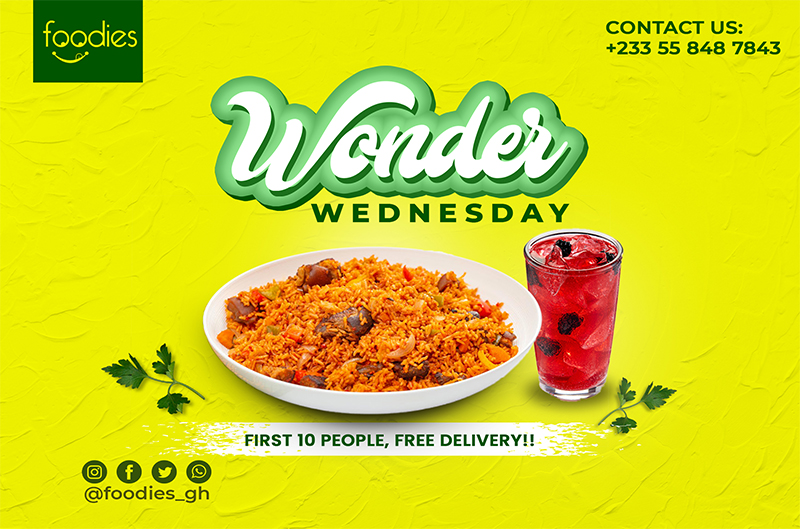 foodies
CONTACT US:
+233 55 848 7843
Wonder
WEDNESDAY
FIRST 10 PEOPLE, FREE DELIVERY!!
@foodies_gh